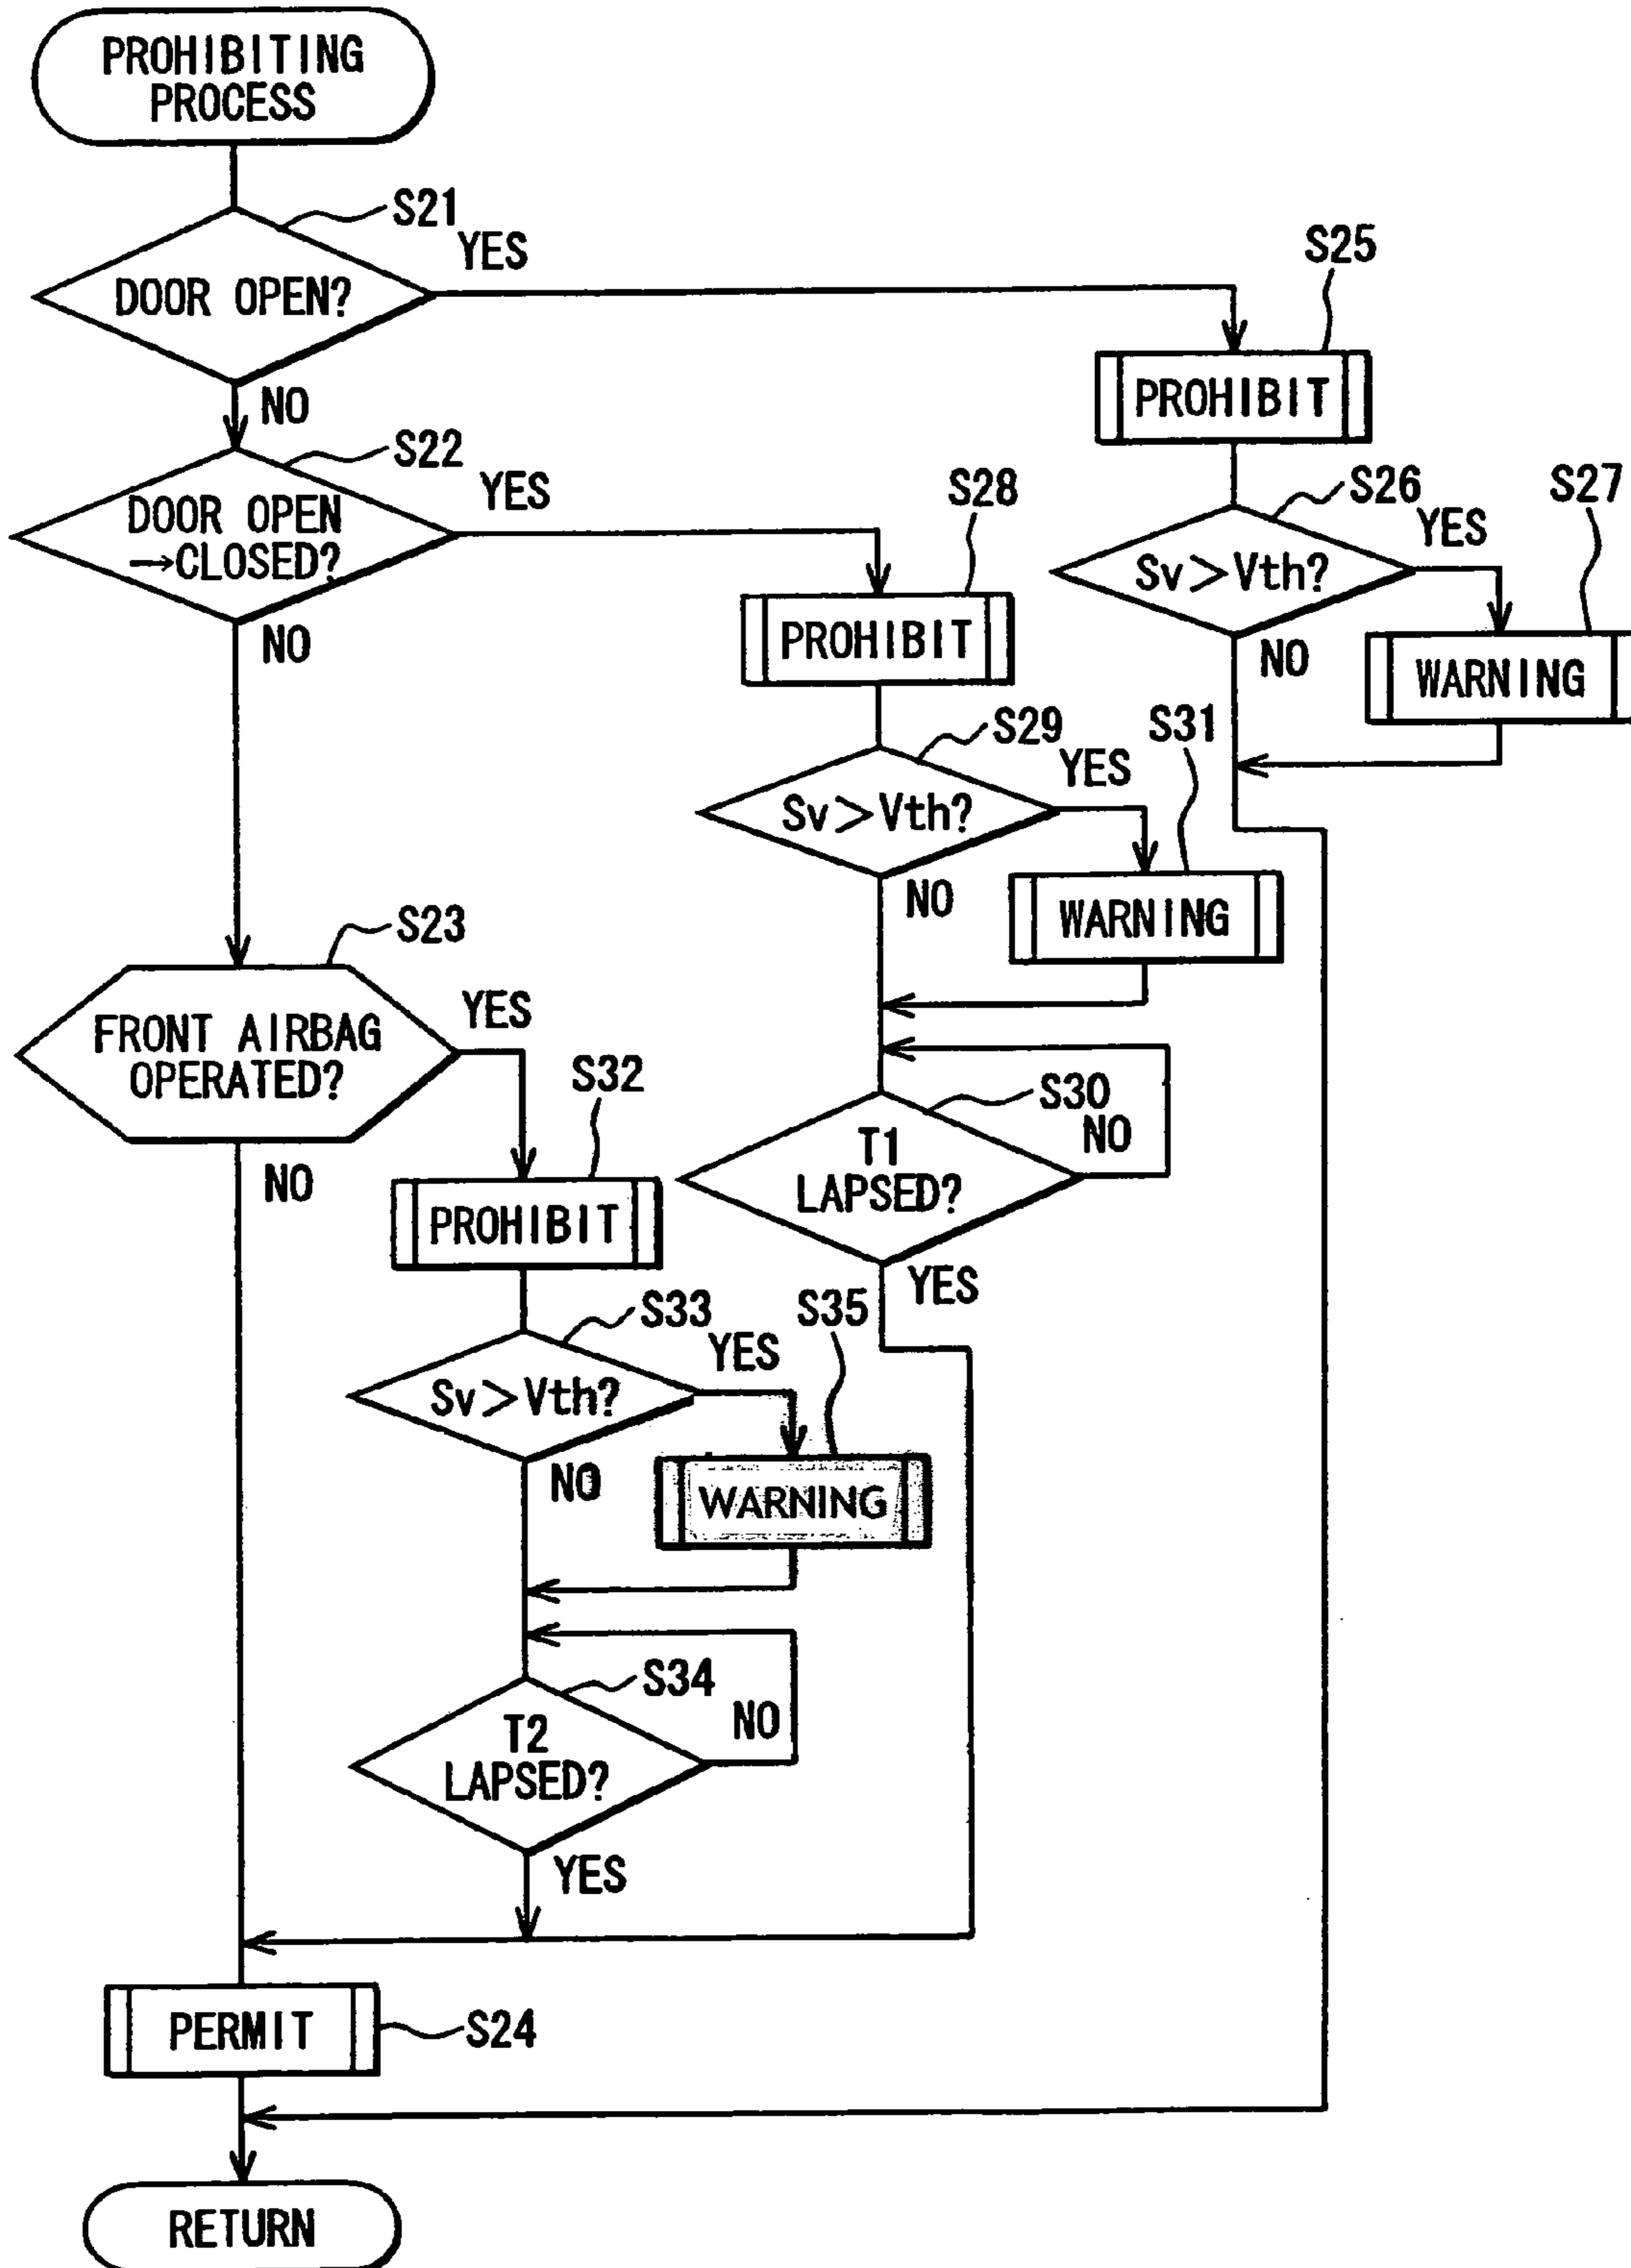 PROHIBITING
PROCESS
S21
YES
DOOR OPEN?
NO
S25
PROHIBIT
S22
YES
DOOR OPEN
→CLOSED?
NO
S26
YES
S27
Sv>Vth?
NO
WARNING
S28
PROHIBIT
S29
YES
S31
Sv>Vth?
NO
WARNING
S23
YES
FRONT AIRBAG
OPERATED?
NO
S30
NO
T1
LAPSED?
YES
S32
PROHIBIT
S33
YES
S35
Sv>Vth?
NO
WARNING
S34
NO
T2
LAPSED?
YES
PERMIT
S24
RETURN